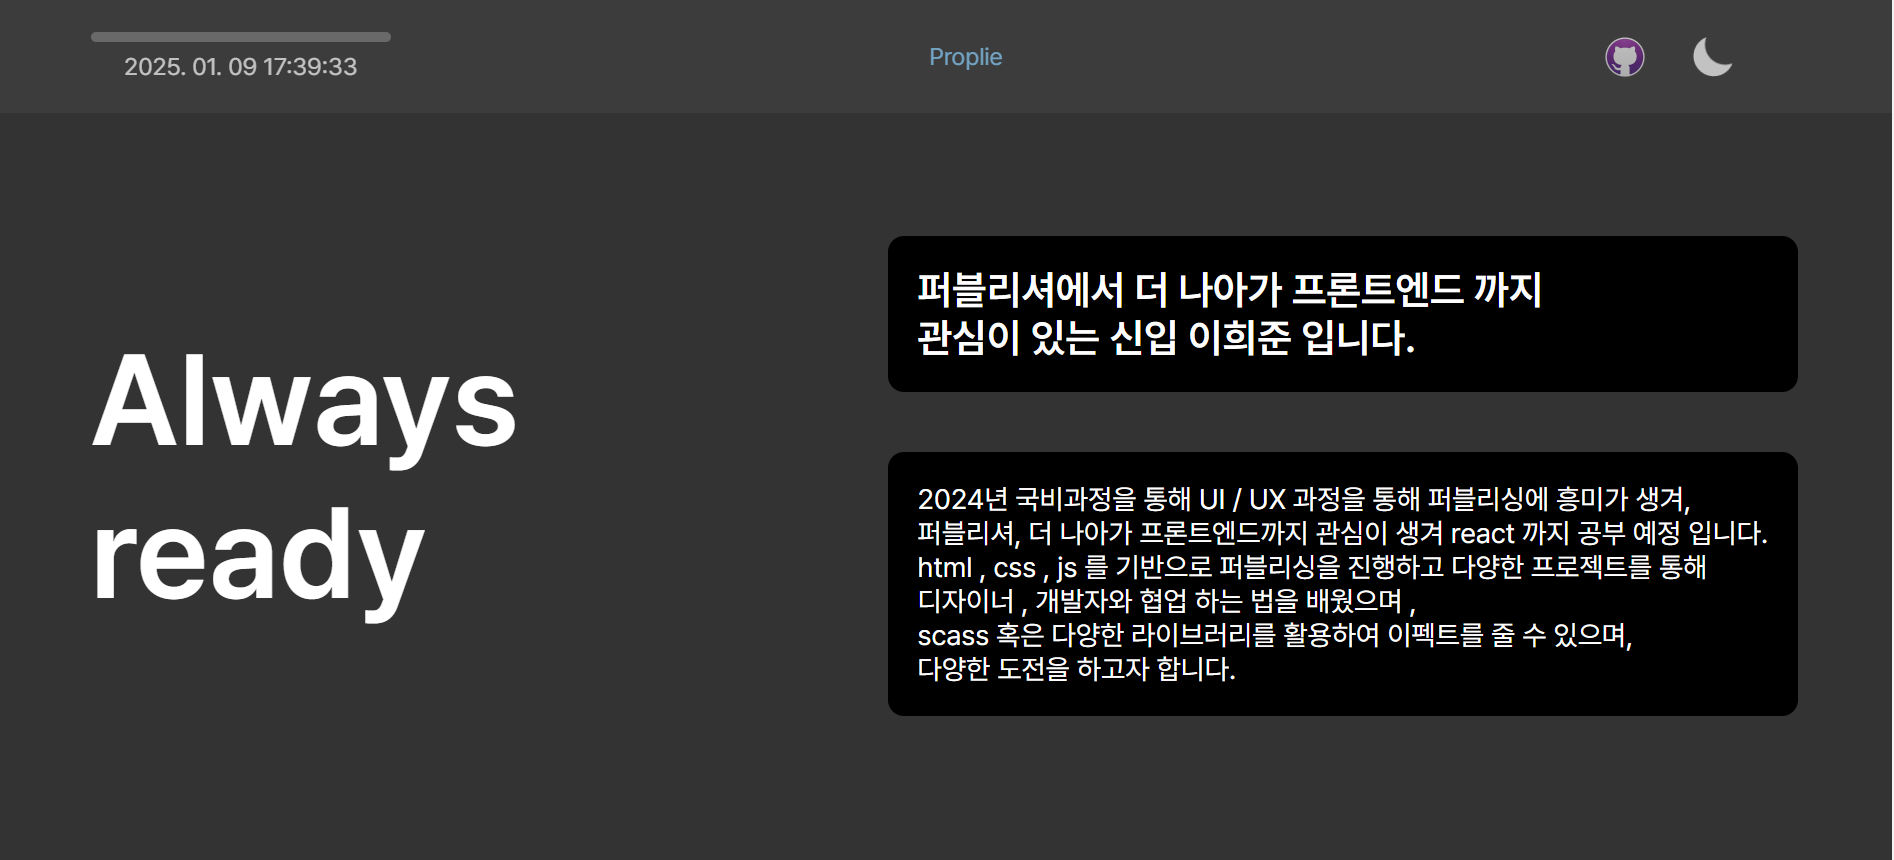 2025. 01. 09 17:39:33
Proplie
Always
ready
퍼블리셔에서 더 나아가 프론트엔드 까지
관심이 있는 신입 이희준 입니다.
2024년 국비과정을 통해 UI / UX 과정을 통해 퍼블리싱에 흥미가 생겨,
퍼블리셔, 더 나아가 프론트엔드까지 관심이 생겨 react 까지 공부 예정 입니다.
html , css , js 를 기반으로 퍼블리싱을 진행하고 다양한 프로젝트를 통해
디자이너 , 개발자와 협업 하는 법을 배웠으며 ,
scass 혹은 다양한 라이브러리를 활용하여 이펙트를 줄 수 있으며,
다양한 도전을 하고자 합니다.